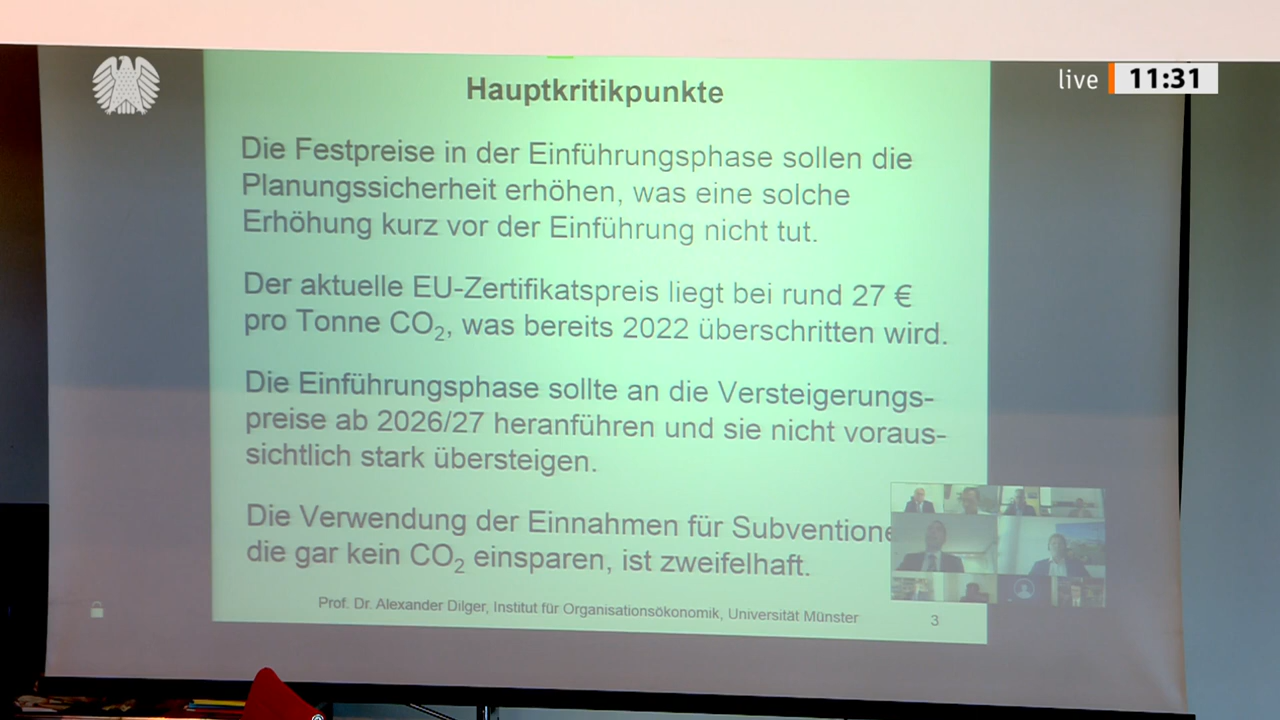 live 11:31
Hauptkritikpunkte
Die Festpreise in der Einführungsphase sollen die
Planungssicherheit erhöhen, was eine solche
Erhöhung kurz vor der Einführung nicht tut.
Der aktuelle EU-Zertifikatspreis liegt bei rund 27 €
pro Tonne CO₂, was bereits 2022 überschritten wird.
Die Einführungsphase sollte an die Versteigerungs-
preise ab 2026/27 heranführen und sie nicht voraus-
sichtlich stark übersteigen.
Die Verwendung der Einnahmen für Subventione
die gar kein CO₂ einsparen, ist zweifelhaft.
Prof. Dr. Alexander Dilger, Institut für Organisationsökonomik, Universität Münster
3